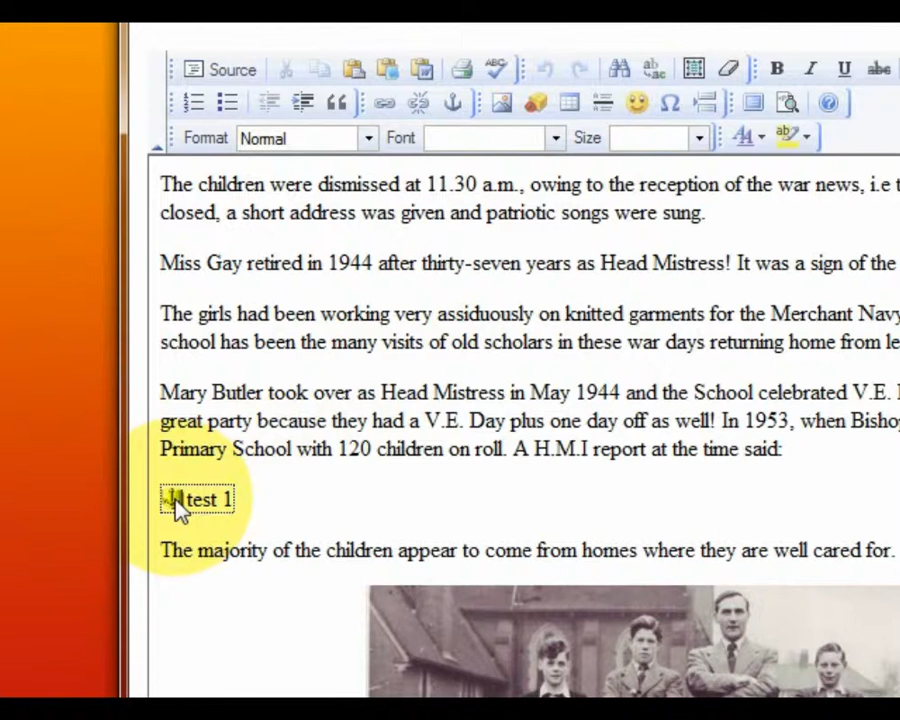 Source
B I U abc
Format Normal Font Size
The children were dismissed at 11.30 a.m., owing to the reception of the war news, i.e
closed, a short address was given and patriotic songs were sung.
Miss Gay retired in 1944 after thirty-seven years as Head Mistress! It was a sign of the
The girls had been working very assiduously on knitted garments for the Merchant Navy
school has been the many visits of old scholars in these war days returning home from
Mary Butler took over as Head Mistress in May 1944 and the School celebrated V.E.
great party because they had a V.E. Day plus one day off as well! In 1953, when
Primary School with 120 children on roll. A H.M.I report at the time said:
test 1
The majority of the children appear to come from homes where they are well cared for.